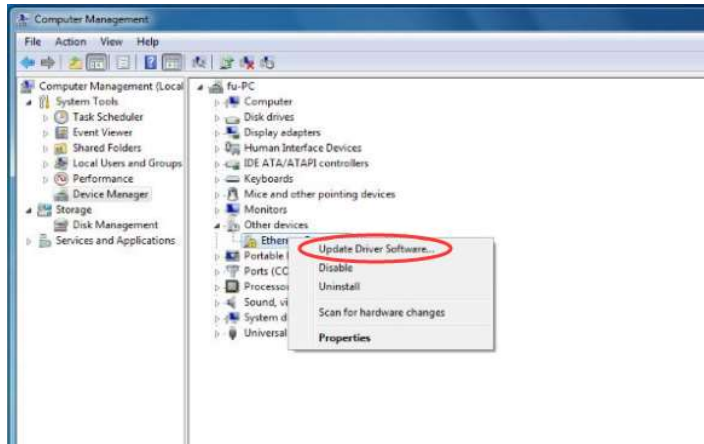 Computer Management
File Action View Help
Computer Management (Local
System Tools
Task Scheduler
Event Viewer
Shared Folders
Local Users and Groups
Performance
Device Manager
Storage
Disk Management
Services and Applications
fu-PC
Computer
Disk drives
Display adapters
Human Interface Devices
IDE ATA/ATAPI controllers
Keyboards
Mice and other pointing devices
Monitors
Other devices
Ether
Portable
Ports (CO
Processo
Sound, vi
System d
Universal
Update Driver Software...
Disable
Uninstall
Scan for hardware changes
Properties